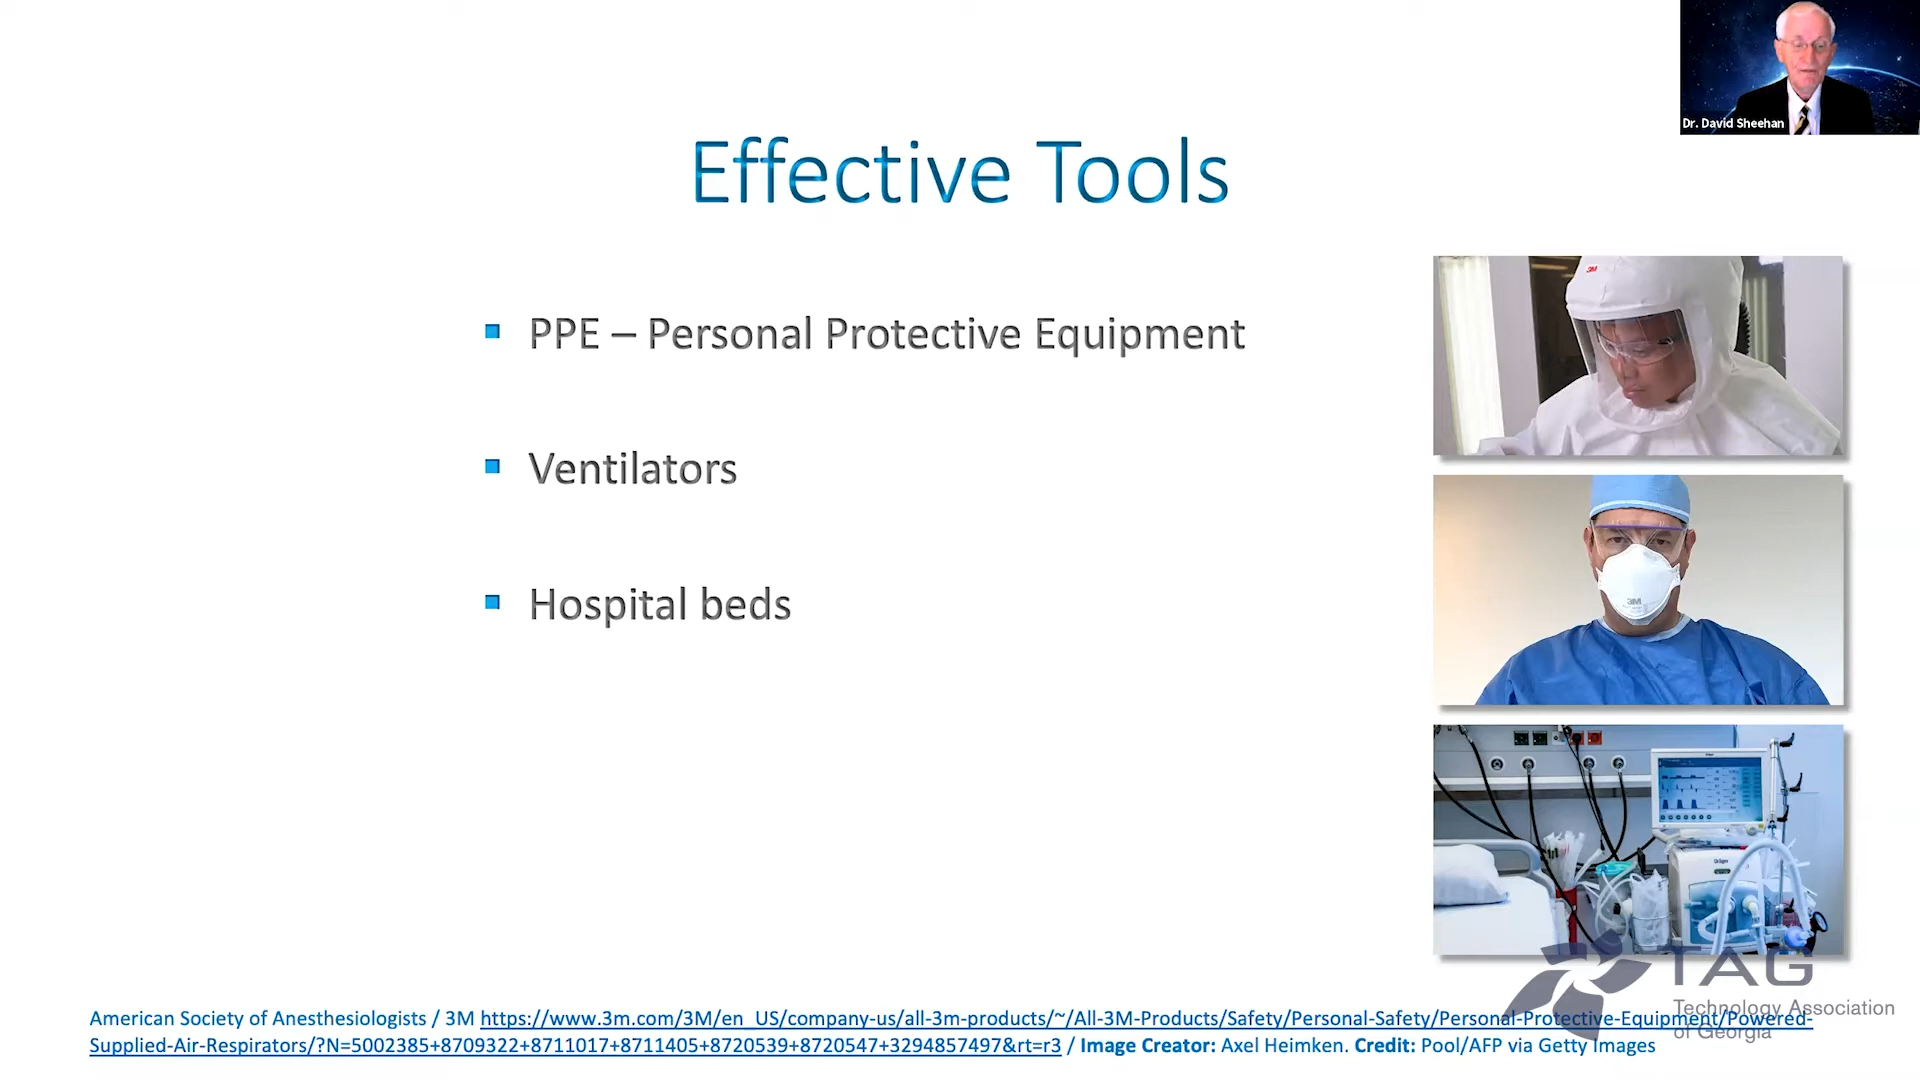 Dr. David Sheehan
Effective Tools
PPE – Personal Protective Equipment
Ventilators
Hospital beds
3M
3M
American Society of Anesthesiologists / 3M https://www.3m.com/3M/en_US/company-us/all-3m-products/~/All-3M-Products/Safety/Personal-Safety/Personal-Protective-Equipment/Powered-
Supplied-Air-Respirators/?N=5002385+8709322+8711017+8711405+8720539+8720547+3294857497&rt=r3 / Image Creator: Axel Heimken. Credit: Pool/AFP via Getty Images
TAG
Technology Association
of Georgia